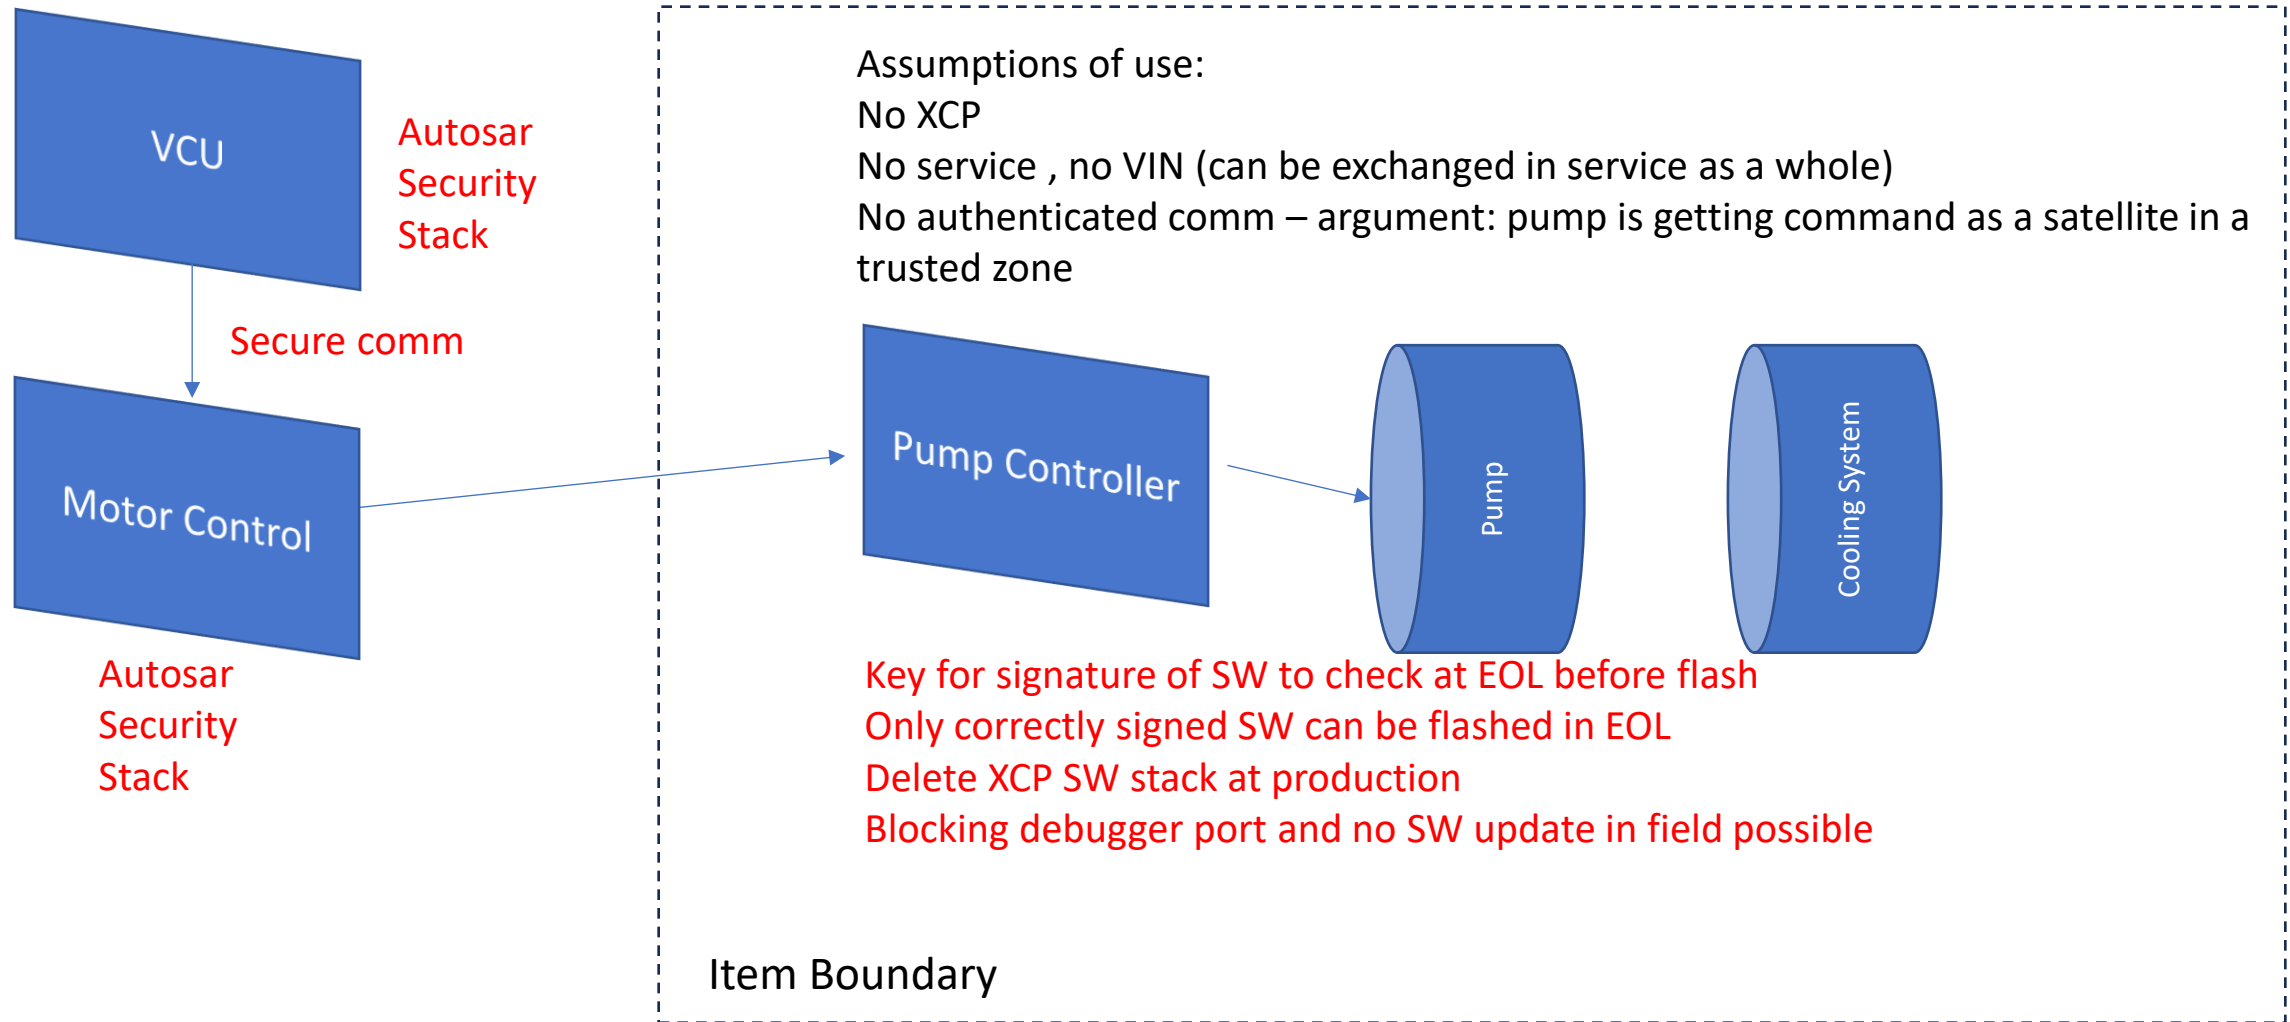 VCU
Autosar
Security
Stack
Secure comm
Motor Control
Autosar
Security
Stack
Assumptions of use:
No XCP
No service , no VIN (can be exchanged in service as a whole)
No authenticated comm – argument: pump is getting command as a satellite in a
trusted zone
Pump Controller
Pump
Cooling System
Key for signature of SW to check at EOL before flash
Only correctly signed SW can be flashed in EOL
Delete XCP SW stack at production
Blocking debugger port and no SW update in field possible
Item Boundary